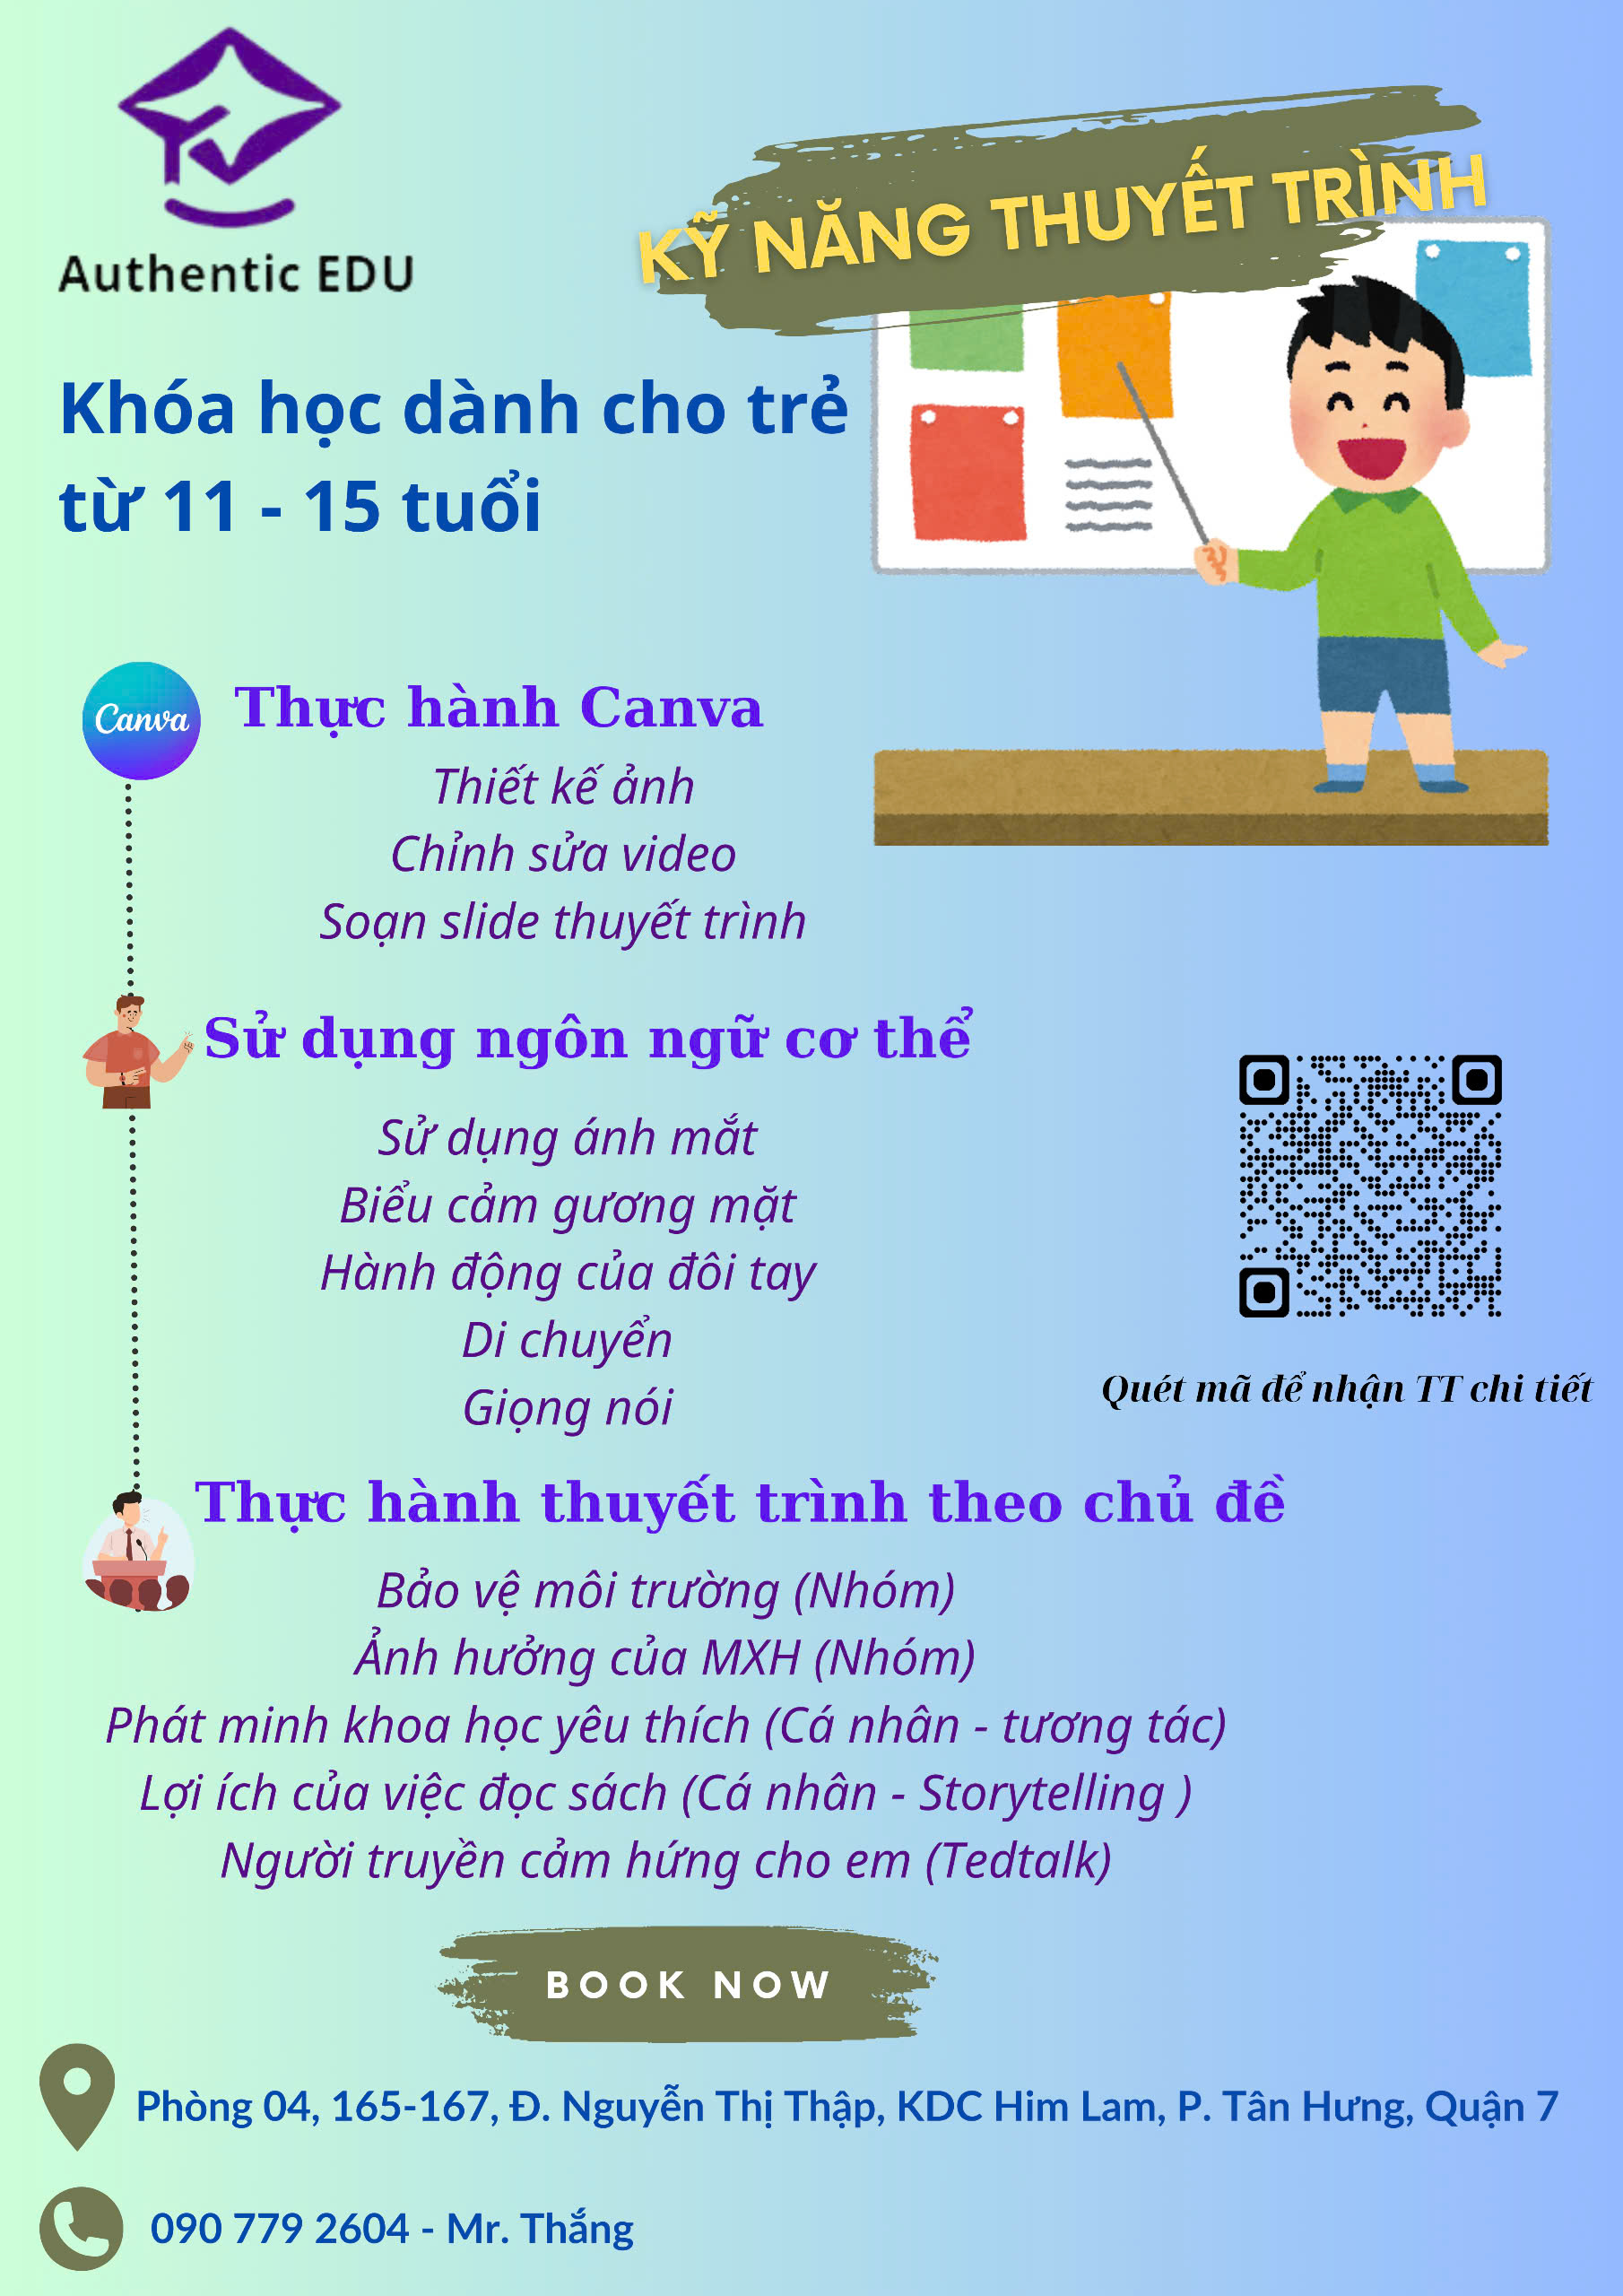 Authentic EDU
KỸ NĂNG THUYẾT TRÌNH
Khóa học dành cho trẻ
từ 11 - 15 tuổi
Canva
Thực hành Canva
Thiết kế ảnh
Chỉnh sửa video
Soạn slide thuyết trình
Sử dụng ngôn ngữ cơ thể
Sử dụng ánh mắt
Biểu cảm gương mặt
Hành động của đôi tay
Di chuyển
Giọng nói
Quét mã để nhận TT chi tiết
Thực hành thuyết trình theo chủ đề
Bảo vệ môi trường (Nhóm)
Ảnh hưởng của MXH (Nhóm)
Phát minh khoa học yêu thích (Cá nhân - tương tác)
Lợi ích của việc đọc sách (Cá nhân - Storytelling )
Người truyền cảm hứng cho em (Tedtalk)
BOOK NOW
Phòng 04, 165-167, Đ. Nguyễn Thị Thập, KDC Him Lam, P. Tân Hưng, Quận 7
090 779 2604 - Mr. Thắng